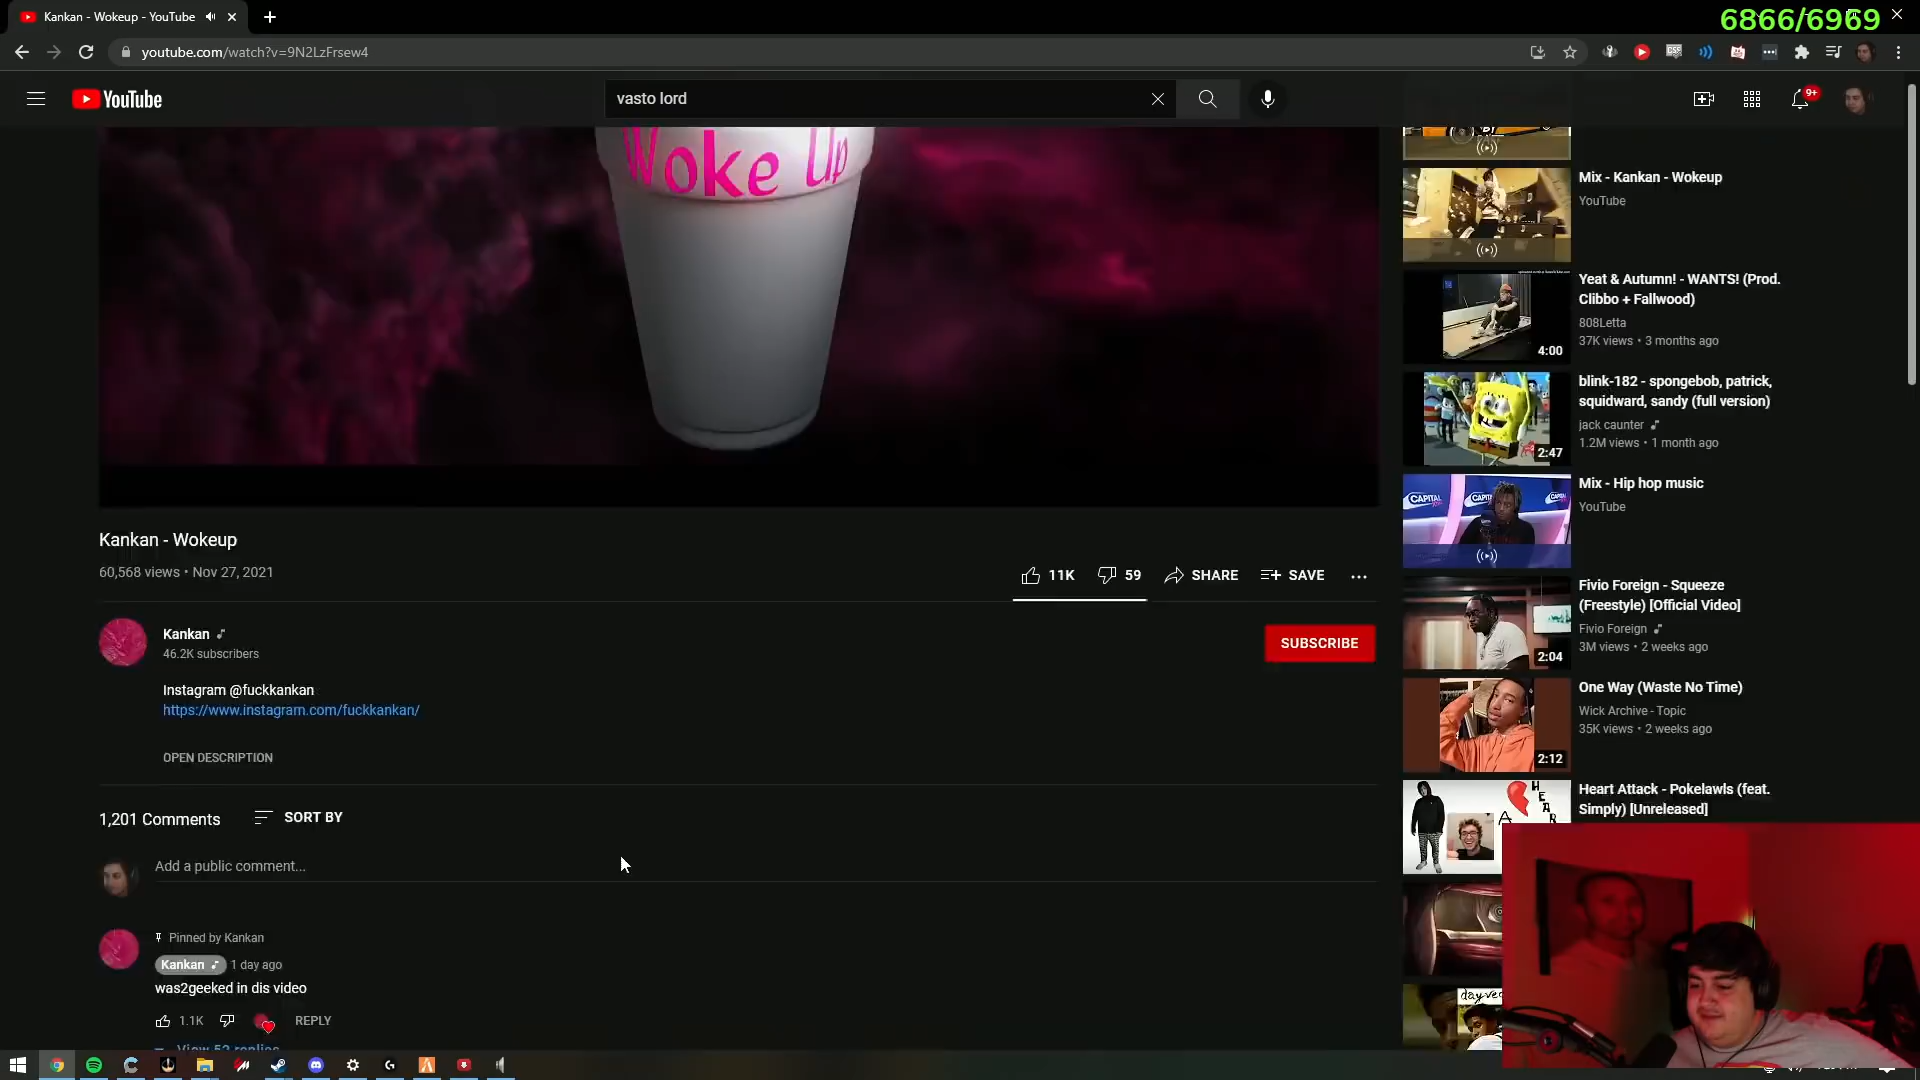 Kankan - Wokeup - YouTube
6866/6969
youtube.com/watch?v=9N2LzFrsew4
YouTube
vasto lord
9+
Woke Up
Kankan - Wokeup
60,568 views • Nov 27, 2021
11K
59
SHARE
SAVE
Kankan
46.2K subscribers
SUBSCRIBE
Instagram @fuckkankan
https://www.instagram.com/fuckkankan/
OPEN DESCRIPTION
1,201 Comments
SORT BY
Add a public comment...
Pinned by Kankan
Kankan
1 day ago
was2geeked in dis video
1.1K
REPLY
View 52 replies
Mix - Kankan - Wokeup
YouTube
Yeat & Autumn! - WANTS! (Prod.
Clibbo + Fallwood)
808Letta
37K views • 3 months ago
4:00
blink-182 - spongebob, patrick,
squidward, sandy (full version)
jack caunter
1.2M views • 1 month ago
2:47
Mix - Hip hop music
YouTube
CAPITAL
CAPITAL
Fivio Foreign - Squeeze
(Freestyle) [Official Video]
Fivio Foreign
3M views • 2 weeks ago
2:04
One Way (Waste No Time)
Wick Archive - Topic
35K views • 2 weeks ago
2:12
Heart Attack - Pokelawls (feat.
Simply) [Unreleased]
HEAR
A